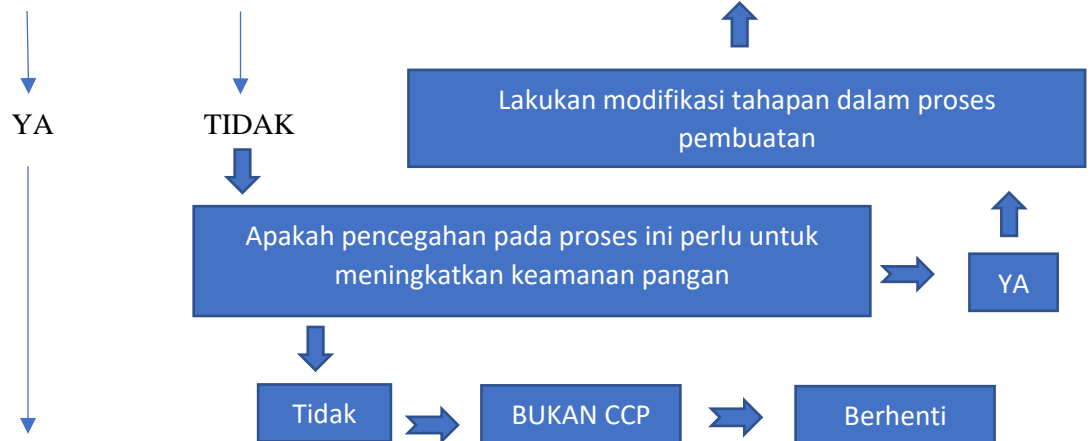 Lakukan modifikasi tahapan dalam proses
pembuatan
YA
TIDAK
Apakah pencegahan pada proses ini perlu untuk
meningkatkan keamanan pangan
YA
Tidak
BUKAN CCP
Berhenti